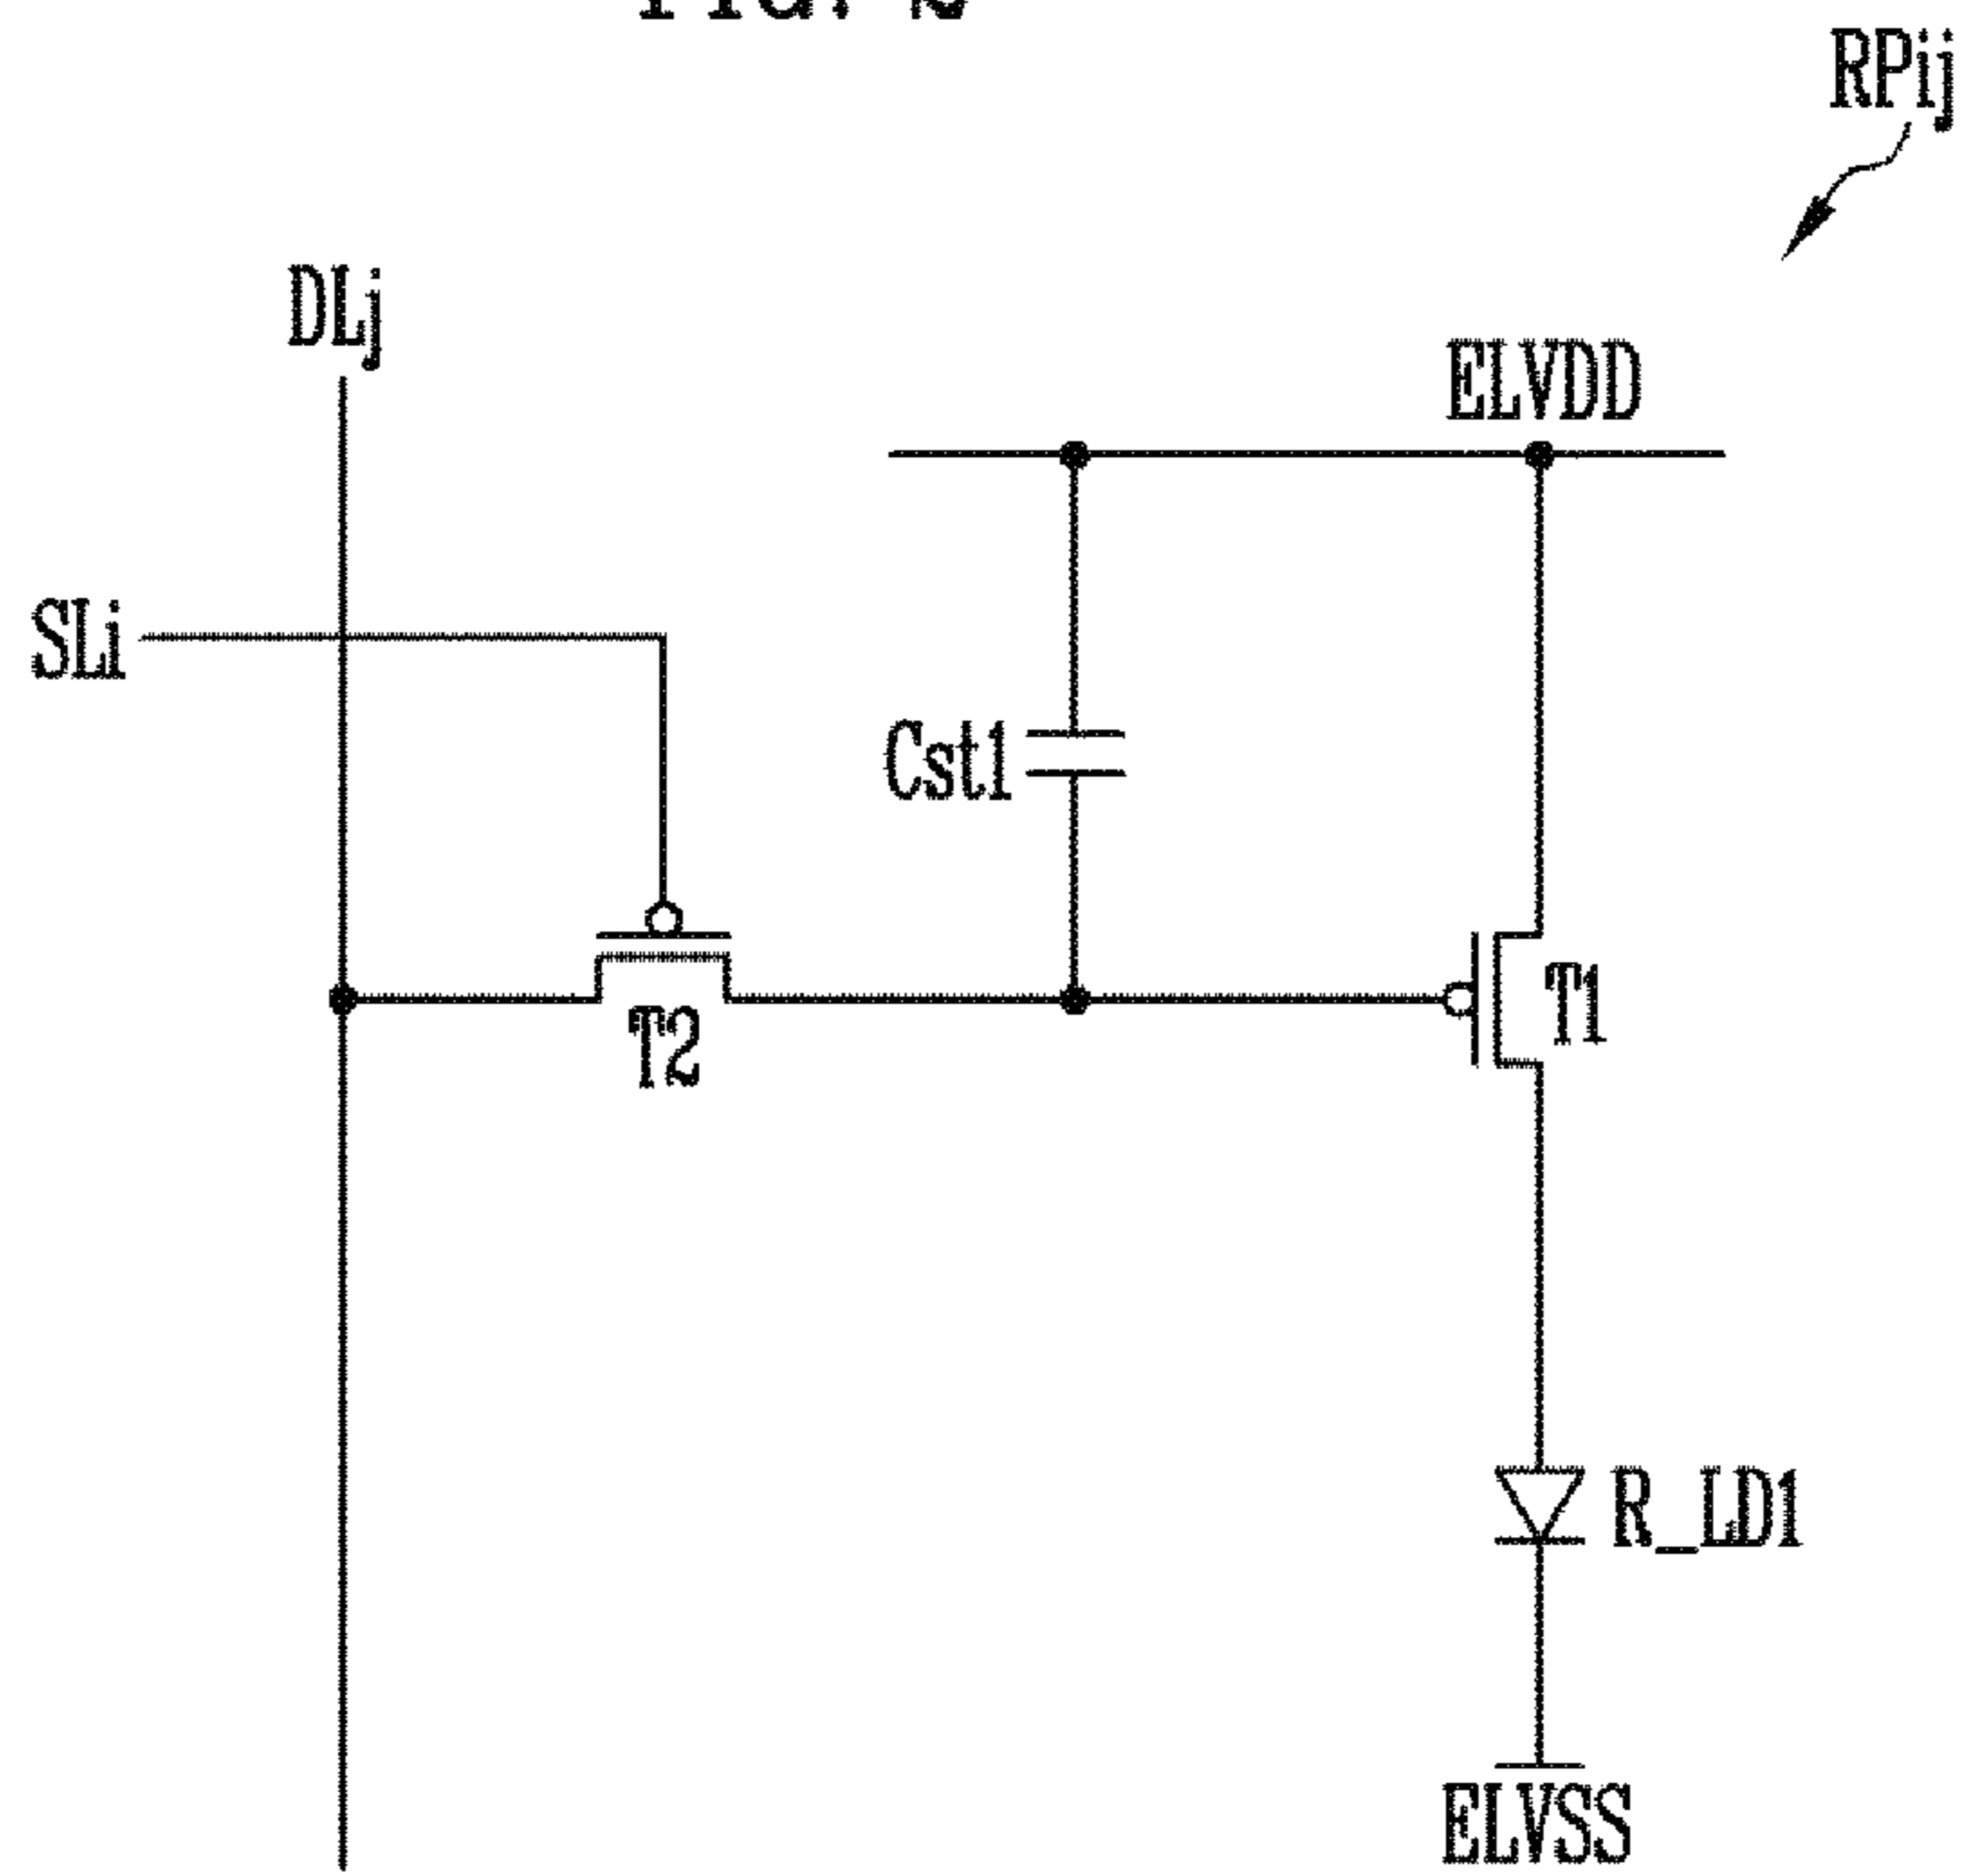 RPij
DLj
ELVDD
SLi
Cst1
T1
T2
R_LD1
ELVSS